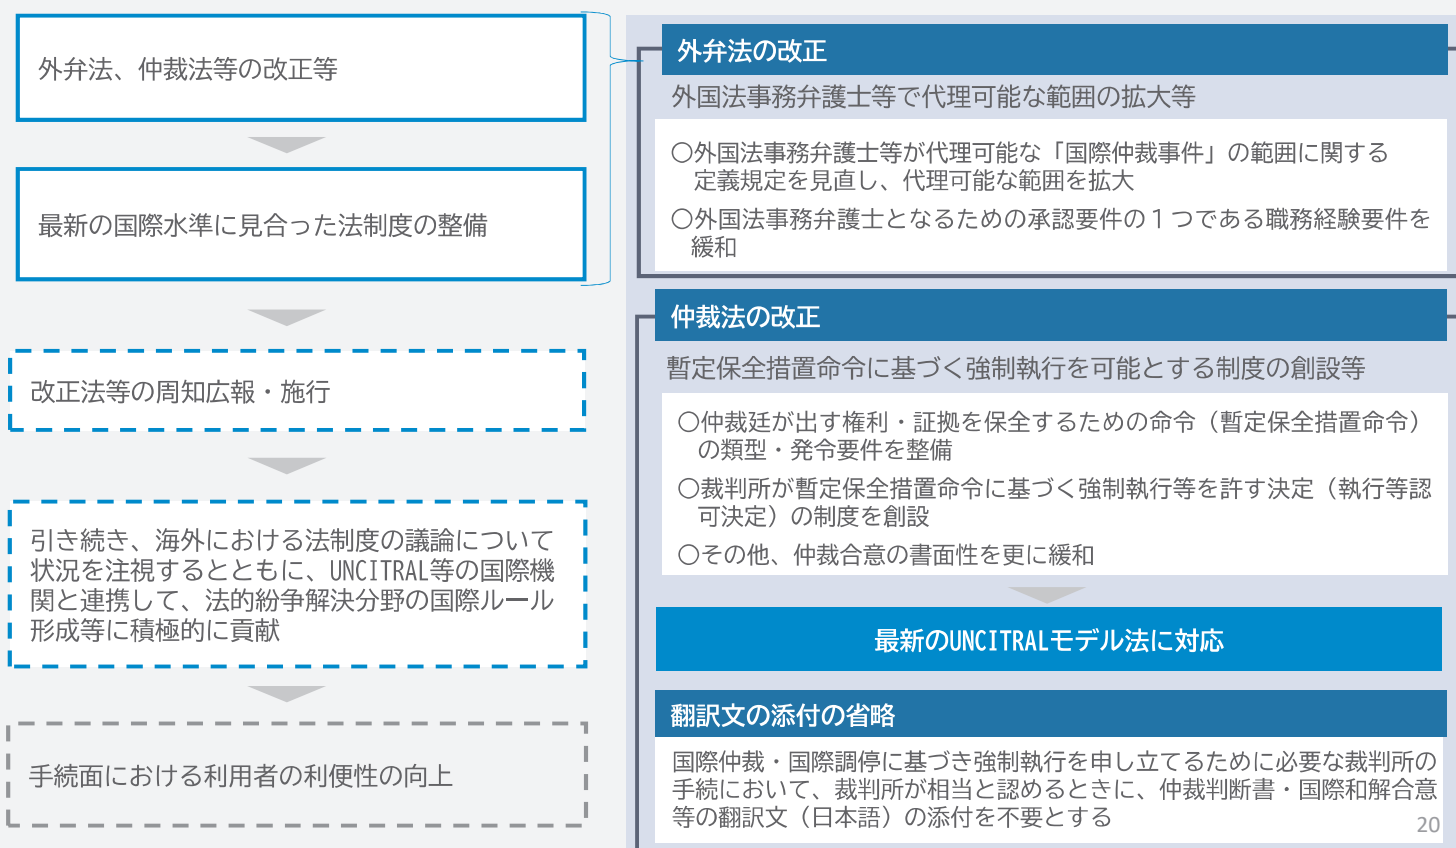 外弁法、仲裁法等の改正等
最新の国際水準に見合った法制度の整備
改正法等の周知広報・施行
引き続き、海外における法制度の議論について
状況を注視するとともに、UNCITRAL等の国際機
関と連携して、法的紛争解決分野の国際ルール
形成等に積極的に貢献
手続面における利用者の利便性の向上
外弁法の改正
外国法事務弁護士等で代理可能な範囲の拡大等
〇外国法事務弁護士等が代理可能な「国際仲裁事件」の範囲に関する
定義規定を見直し、代理可能な範囲を拡大
〇外国法事務弁護士となるための承認要件の１つである職務経験要件を
緩和
仲裁法の改正
暫定保全措置命令に基づく強制執行を可能とする制度の創設等
〇仲裁廷が出す権利・証拠を保全するための命令（暫定保全措置命令）
の類型・発令要件を整備
〇裁判所が暫定保全措置命令に基づく強制執行等を許す決定（執行等認
可決定）の制度を創設
〇その他、仲裁合意の書面性を更に緩和
最新のUNCITRALモデル法に対応
翻訳文の添付の省略
国際仲裁・国際調停に基づき強制執行を申し立てるために必要な裁判所の
手続において、裁判所が相当と認めるときに、仲裁判断書・国際和解合意
等の翻訳文（日本語）の添付を不要とする
20